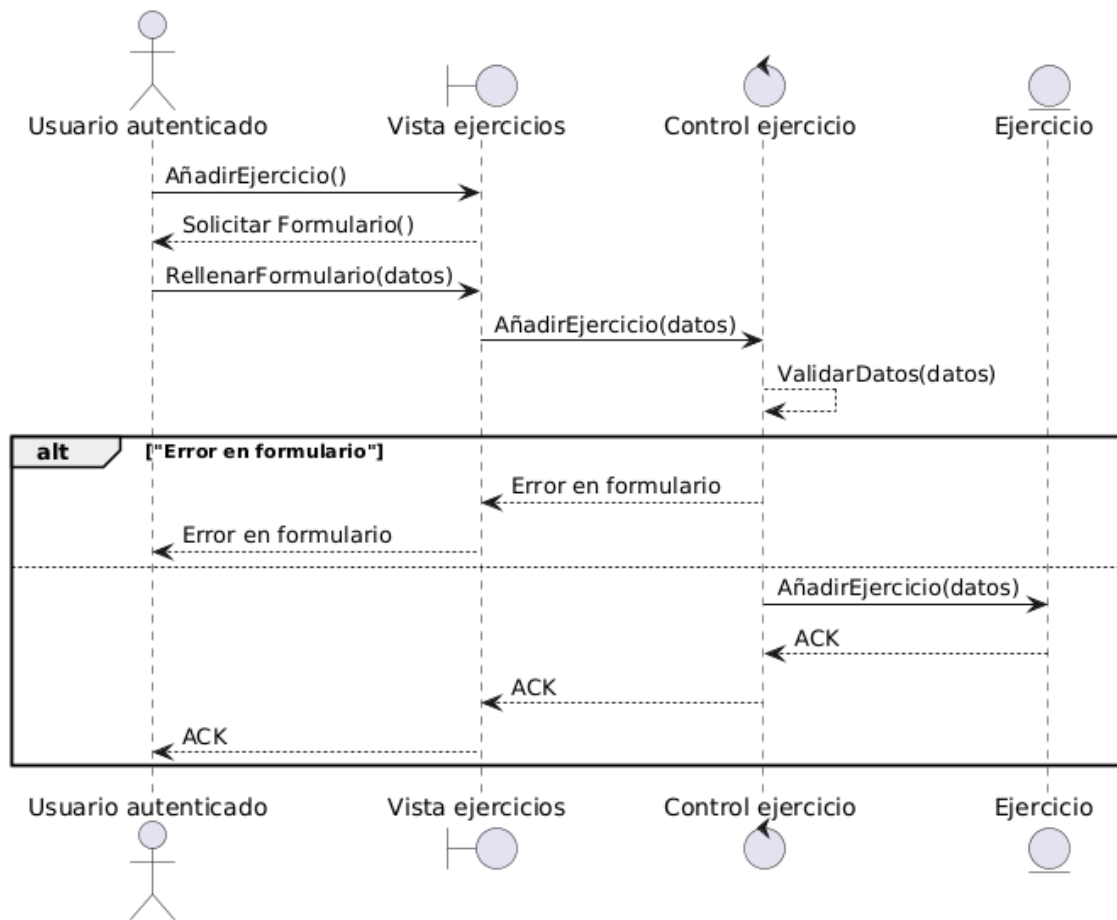 Usuario autenticado
Vista ejercicios
Control ejercicio
Ejercicio
AñadirEjercicio()
Solicitar Formulario()
RellenarFormulario(datos)
AñadirEjercicio(datos)
ValidarDatos(datos)
alt
["Error en formulario"]
Error en formulario
Error en formulario
AñadirEjercicio(datos)
ACK
ACK
ACK
Usuario autenticado
Vista ejercicios
Control ejercicio
Ejercicio